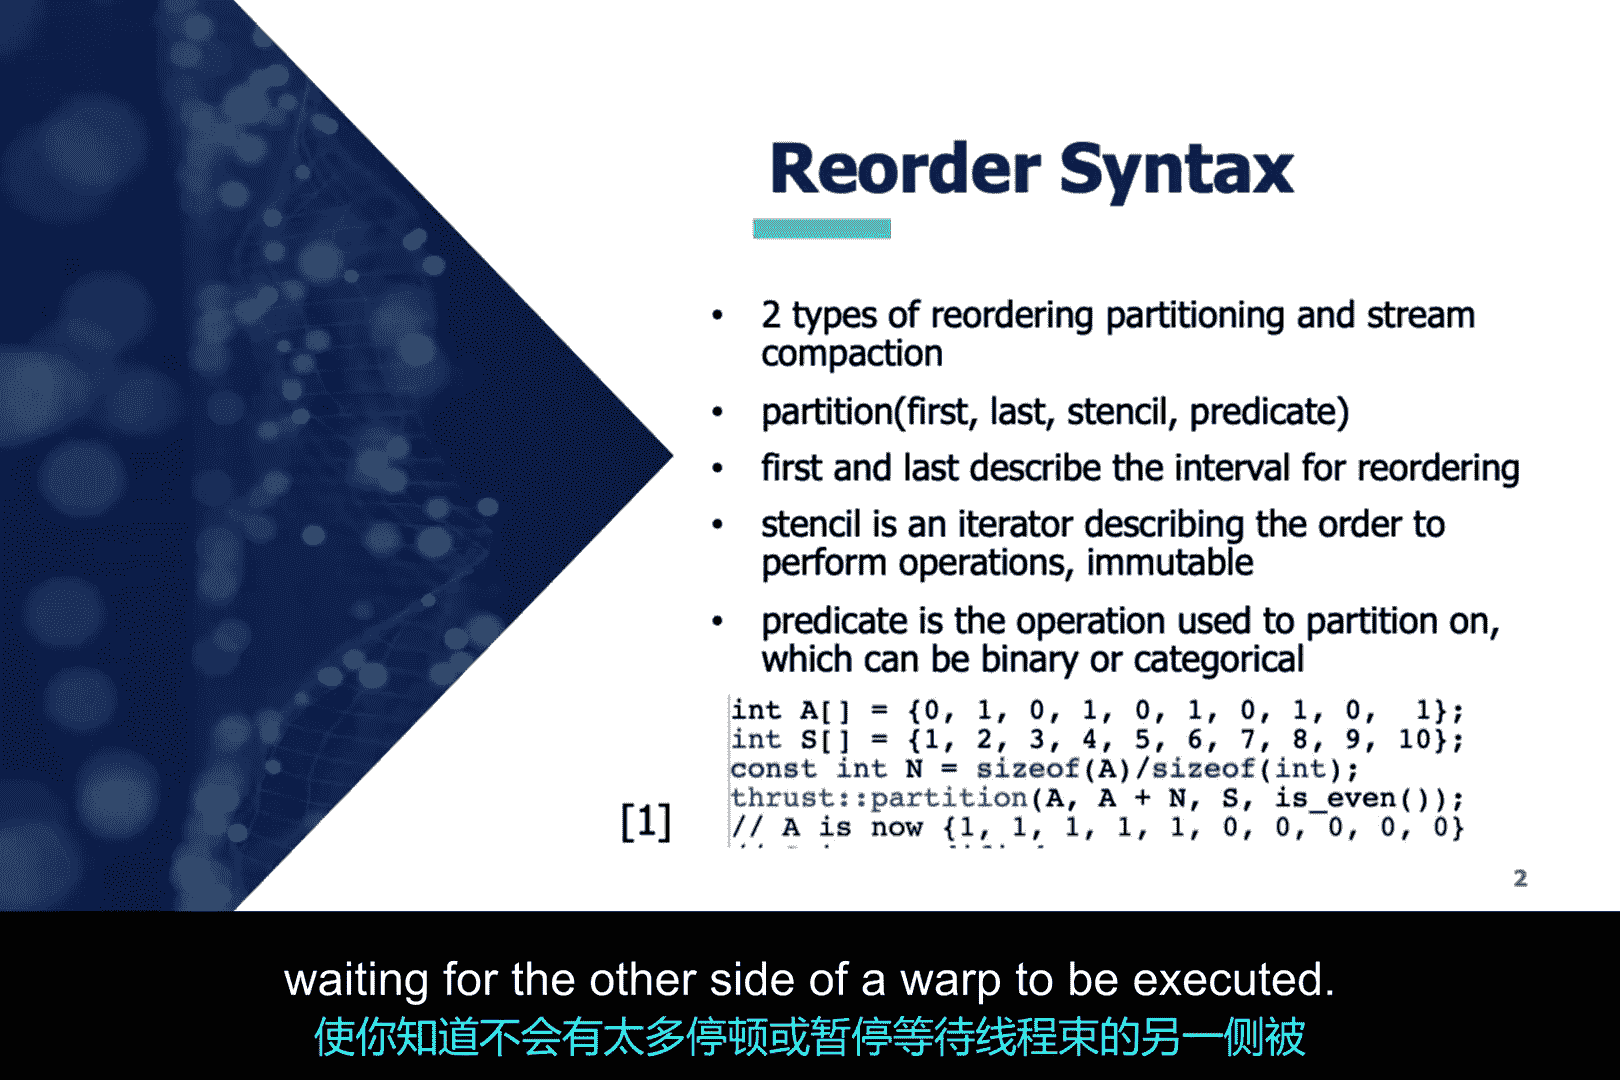 Reorder Syntax
• 2 types of reordering partitioning and stream
compaction
• partition(first, last, stencil, predicate)
• first and last describe the interval for reordering
• stencil is an iterator describing the order to
perform operations, immutable
• predicate is the operation used to partition on,
which can be binary or categorical
int A[] = {0, 1, 0, 1, 0, 1, 0, 1, 0, 1};
int S[] = {1, 2, 3, 4, 5, 6, 7, 8, 9, 10};
const int N = sizeof(A)/sizeof(int);
thrust::partition(A, A + N, S, is_even());
[1]
// A is now {1, 1, 1, 1, 1, 0, 0, 0, 0, 0}
2
waiting for the other side of a warp to be executed.
使你知道不会有太多停顿或暂停等待线程束的另一侧被